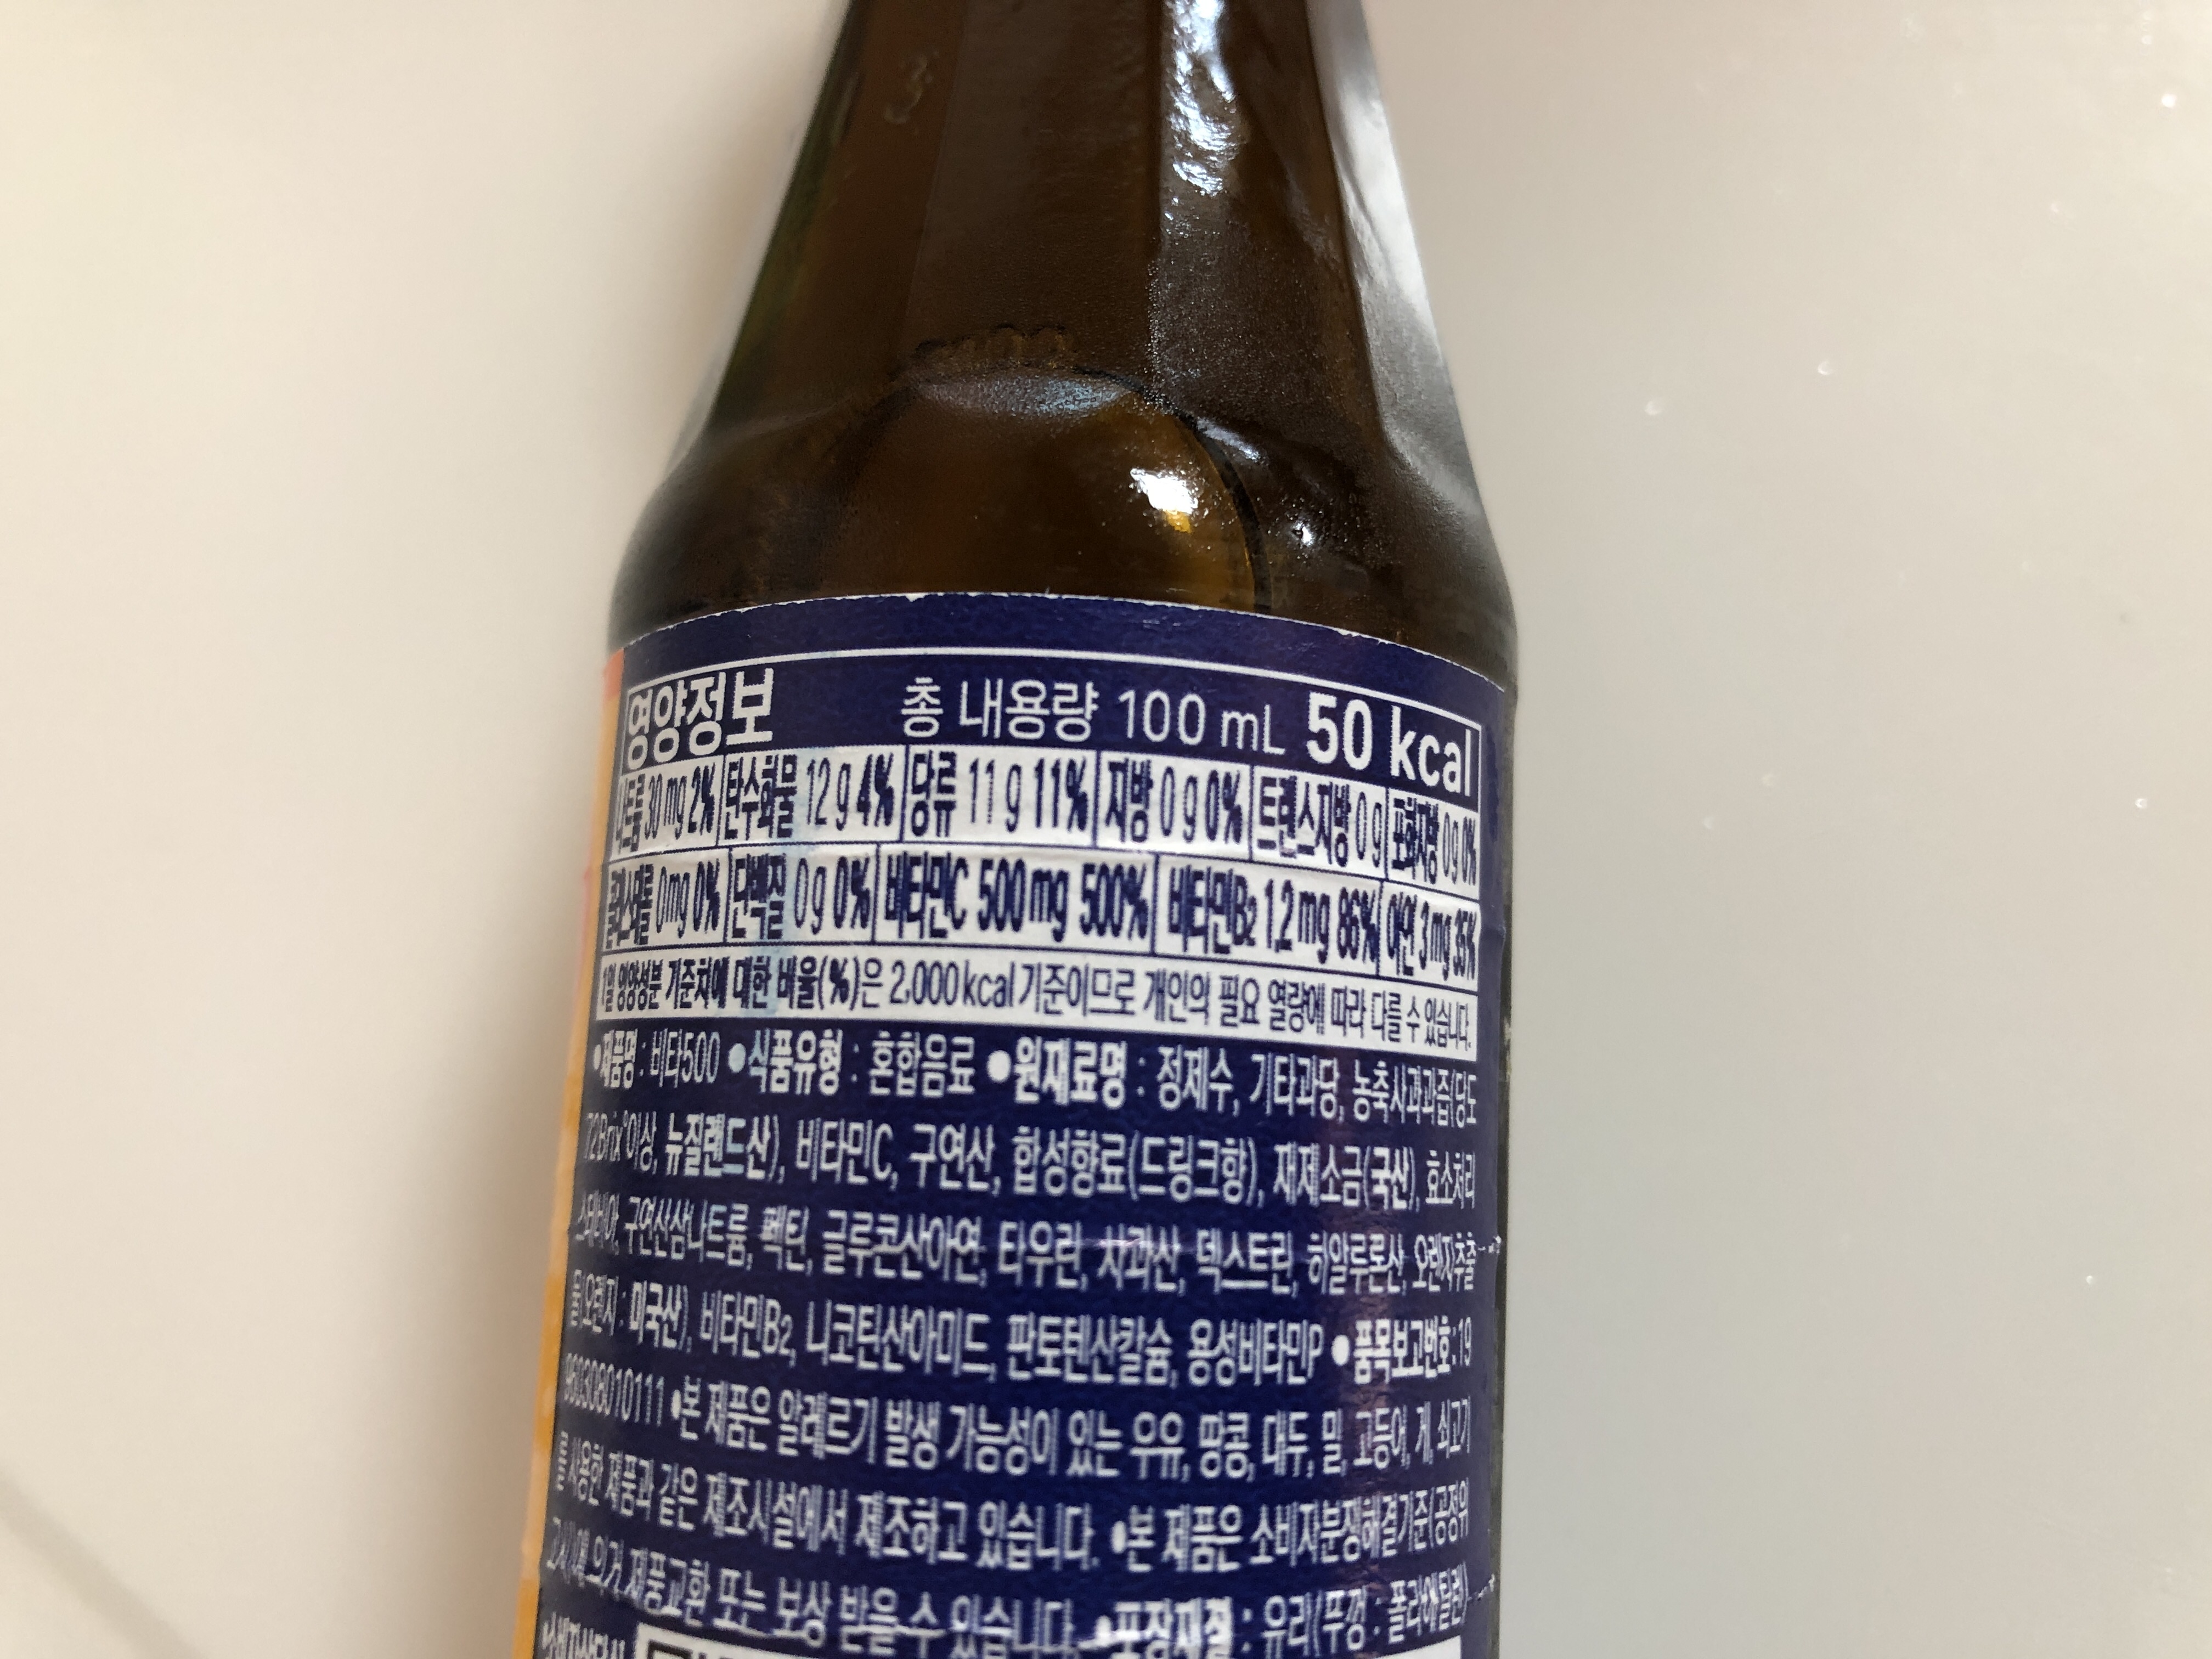 영양정보 총 내용량 100 mL 50 kcal
나트륨 30 mg 2% 탄수화물 12 g 4% 당류 11 g 11% 지방 0 g 0% 트랜스지방 0 g 포화지방 0 g 0%
콜레스테롤 0mg 0% 단백질 0 g 0% 비타민C 500 mg 500% 비타민B2 1.2 mg 86% 아연 3 mg 35%
1일 영양성분 기준치에 대한 비율(%)은 2,000kcal 기준이므로 개인의 필요 열량에 따라 다를 수 있습니다.
•제품명 : 비타500 •식품유형 : 혼합음료 •원재료명 : 정제수, 기타과당, 농축사과과즙(당도
72Brix°이상, 뉴질랜드산), 비타민C, 구연산, 합성향료(드링크향), 재제소금(국산), 효소처리
스테비아, 구연산삼나트륨, 펙틴, 글루콘산아연, 타우린, 사과산, 덱스트린, 히알루론산, 오렌지추출
물(오렌지 : 미국산), 비타민B2, 니코틴산아미드, 판토텐산칼슘, 용성비타민P •품목보고번호:19
•본 제품은 알레르기 발생 가능성이 있는 우유, 땅콩, 대두, 밀, 고등어, 게, 쇠고기
를 사용한 제품과 같은 제조시설에서 제조하고 있습니다. •본 제품은 소비자분쟁해결기준(공정위
고시)에 의거 제품교환 또는 보상 받을 수 있습니다. •포장재질 : 유리(뚜껑 : 폴리에틸렌)